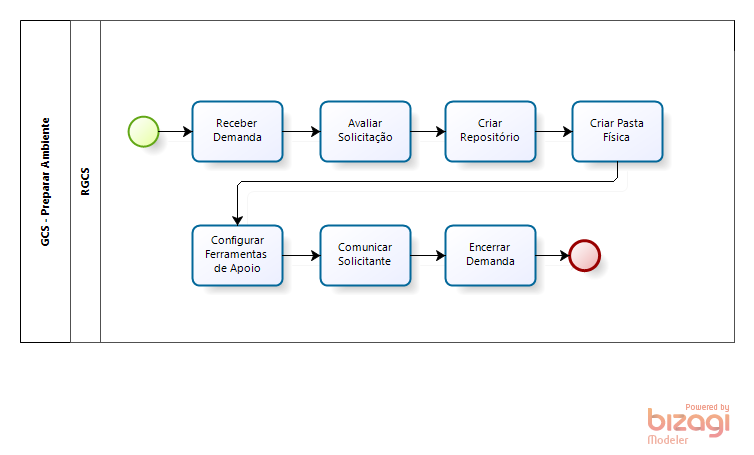 GCS - Preparar Ambiente
RGCS
Receber
Demanda
Avaliar
Solicitação
Criar
Repositório
Criar Pasta
Física
Configurar
Ferramentas
de Apoio
Comunicar
Solicitante
Encerrar
Demanda
Powered by
bizagi
Modeler